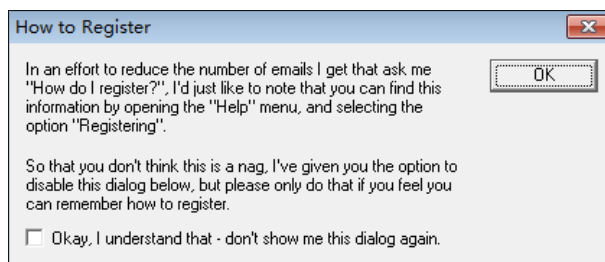 How to Register
In an effort to reduce the number of emails I get that ask me
"How do I register?", I'd just like to note that you can find this
information by opening the "Help" menu, and selecting the
option "Registering".
OK
So that you don't think this is a nag, I've given you the option to
disable this dialog below, but please only do that if you feel you
can remember how to register.
Okay, I understand that - don't show me this dialog again.